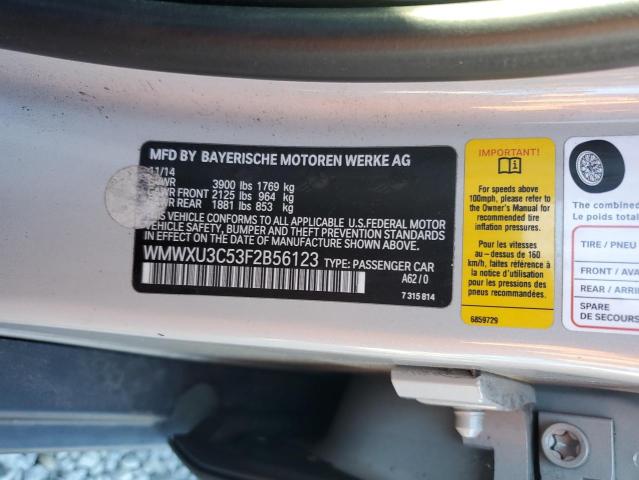 MFD BY BAYERISCHE MOTOREN WERKE AG
11/14
GVWR 3900 lbs 1769 kg
GAWR FRONT 2125 lbs 964 kg
GAWR REAR 1881 lbs 853 kg
THIS VEHICLE CONFORMS TO ALL APPLICABLE U.S.FEDERAL MOTOR
VEHICLE SAFETY, BUMPER AND THEFT PREVENTION STANDARDS
IN EFFECT ON THE DATE OF MANUFACTURE SHOWN ABOVE.
WMWXU3C53F2B56123 TYPE: PASSENGER CAR
A62/0
7 315 814
IMPORTANT!
For speeds above
100mph, please refer to
the Owner's Manual for
recommended tire
inflation pressures.
Pour les vitesses
au - dessus de 160
km/h, consultez
la notice d'utilisation
pour les pressions des
pneus recommandées.
6859729
The combined
Le poids total
TIRE / PNEU
FRONT / AVA
REAR / ARRI
SPARE
DE SECOURS